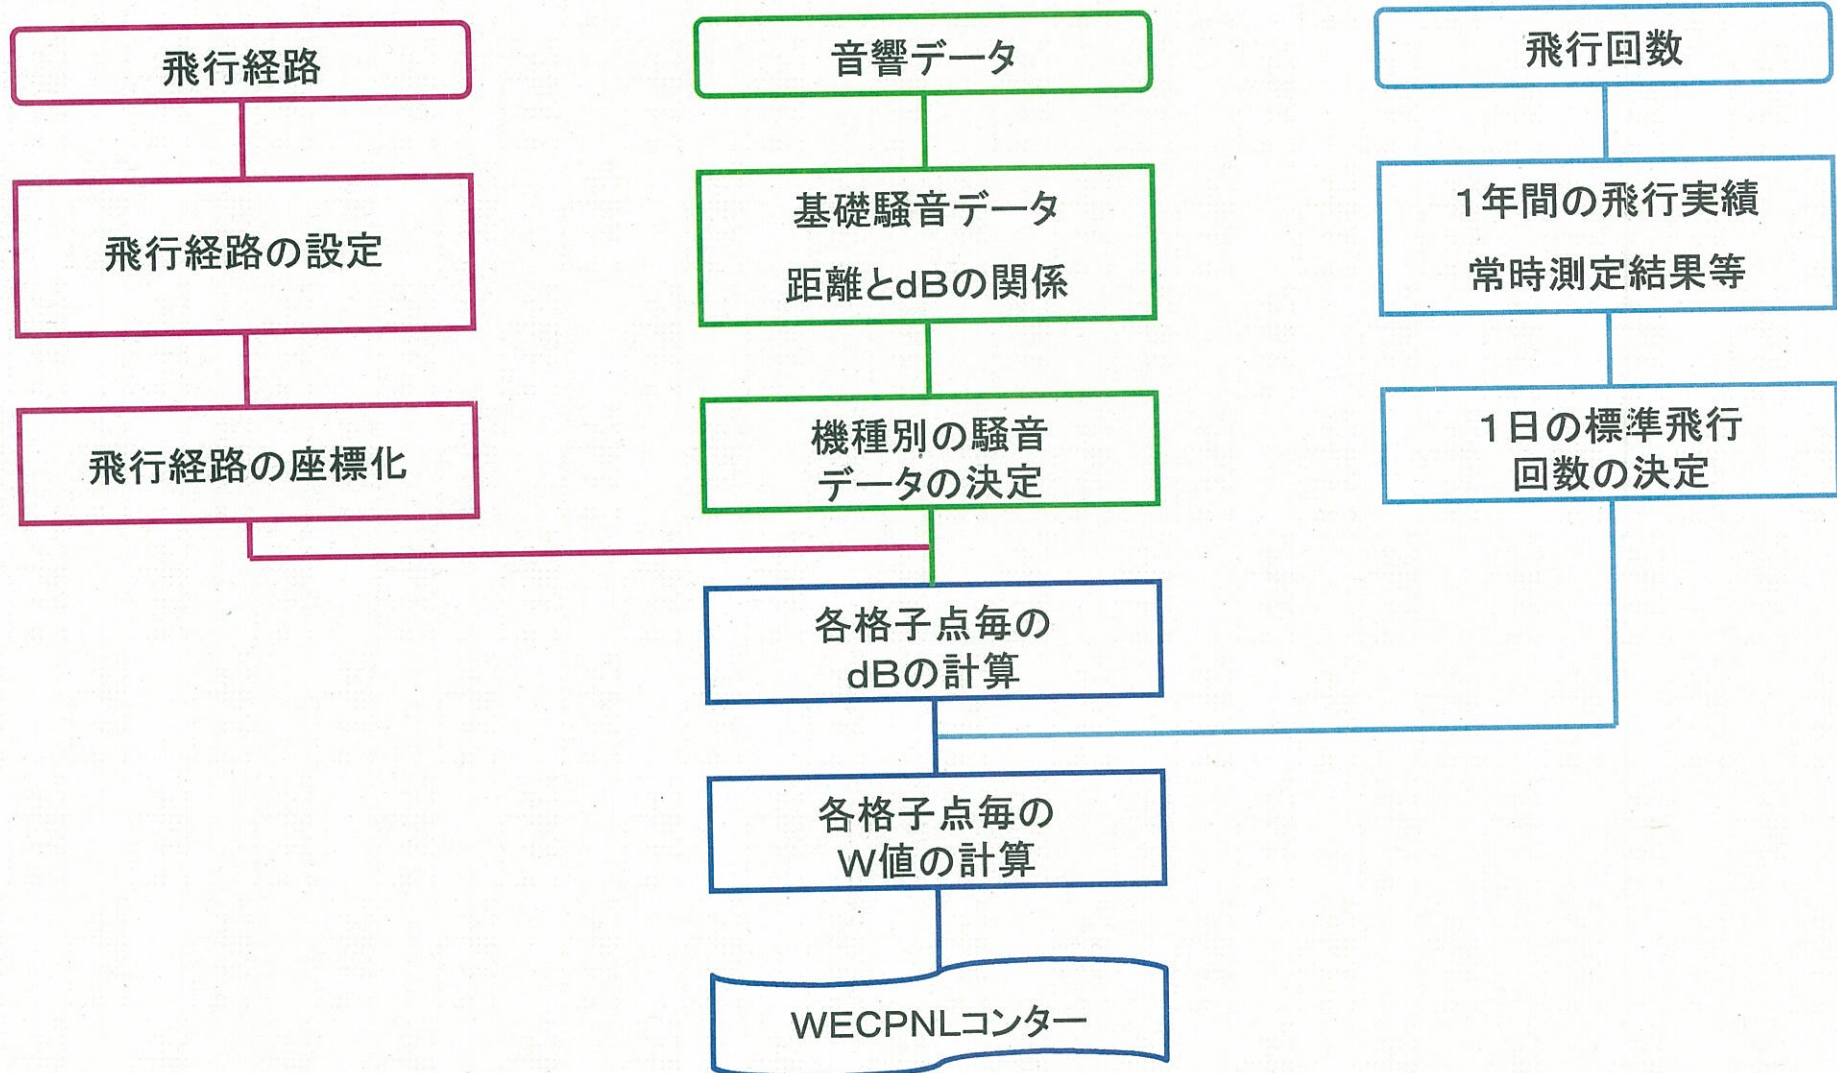 飛行経路
音響データ
飛行回数
飛行経路の設定
基礎騒音データ
距離とdBの関係
1年間の飛行実績
常時測定結果等
飛行経路の座標化
機種別の騒音
データの決定
1日の標準飛行
回数の決定
各格子点毎の
dBの計算
各格子点毎の
W値の計算
WECPNLコンター